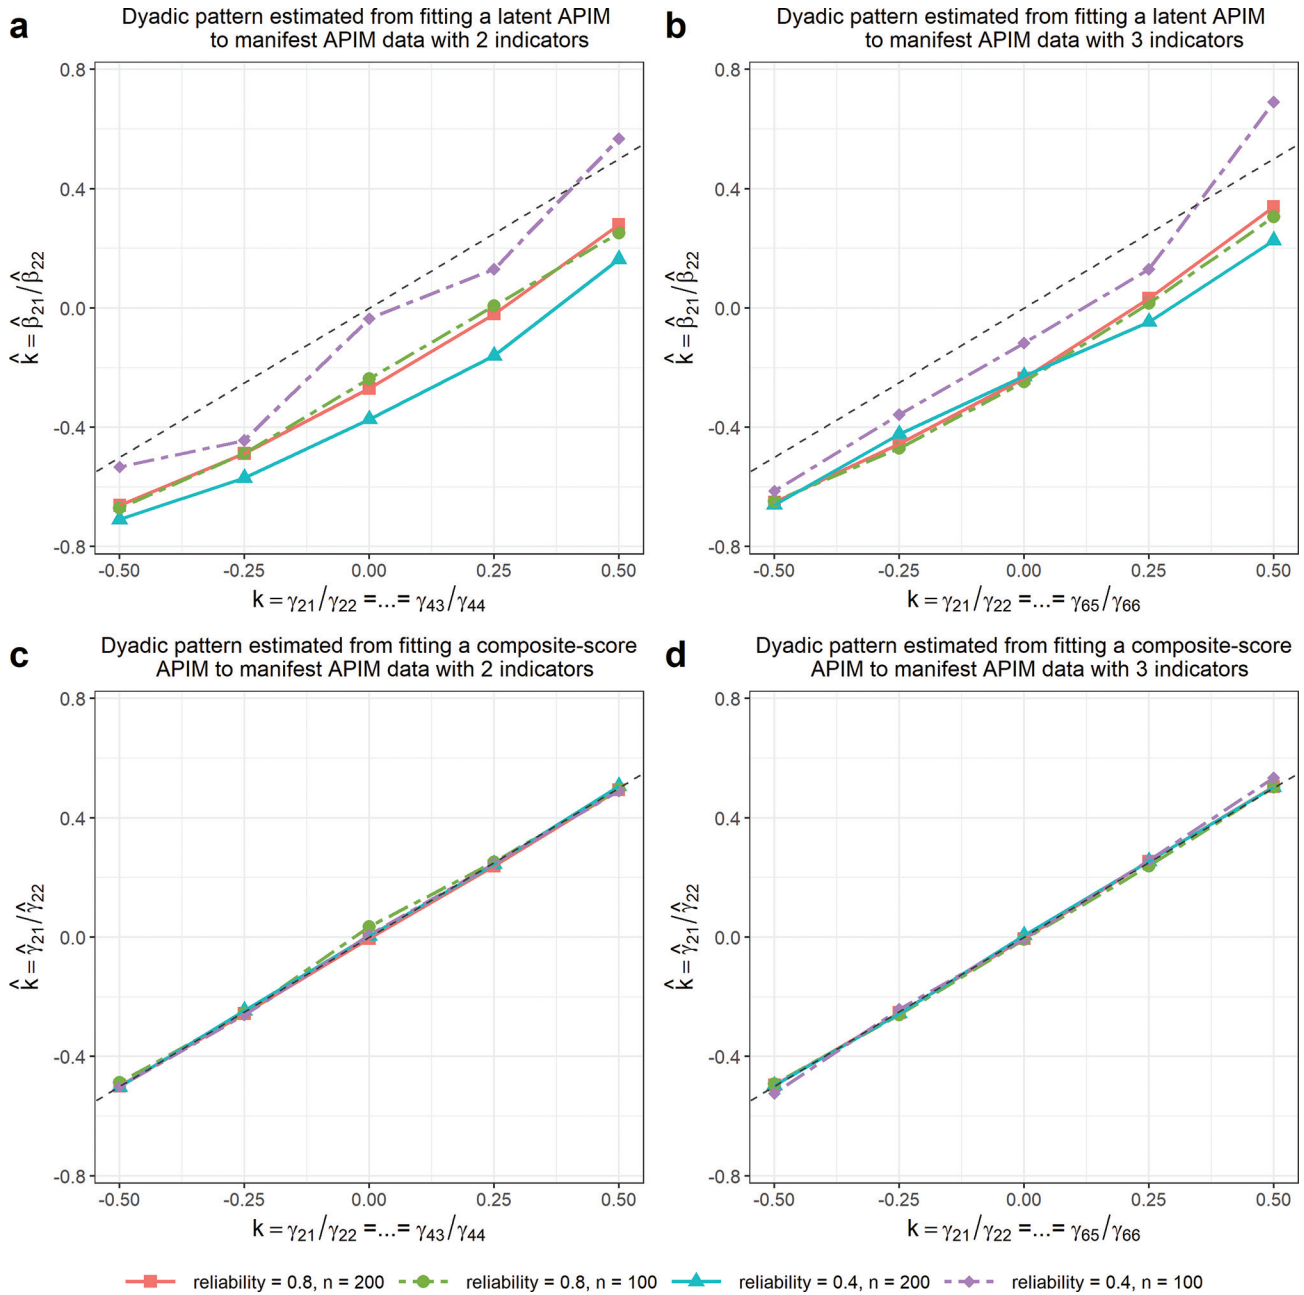 a
Dyadic pattern estimated from fitting a latent APIM
to manifest APIM data with 2 indicators
0.8
0.4
0.0
-0.4
-0.8
k̂ = β̂₂₁/β̂₂₂
-0.50 -0.25 0.00 0.25 0.50
k = γ₂₁/γ₂₂ =...= γ₄₃/γ₄₄
b
Dyadic pattern estimated from fitting a latent APIM
to manifest APIM data with 3 indicators
0.8
0.4
0.0
-0.4
-0.8
k̂ = β̂₂₁/β̂₂₂
-0.50 -0.25 0.00 0.25 0.50
k = γ₂₁/γ₂₂ =...= γ₆₅/γ₆₆
c
Dyadic pattern estimated from fitting a composite-score
APIM to manifest APIM data with 2 indicators
0.8
0.4
0.0
-0.4
-0.8
k̂ = γ̂₂₁/γ̂₂₂
-0.50 -0.25 0.00 0.25 0.50
k = γ₂₁/γ₂₂ =...= γ₄₃/γ₄₄
d
Dyadic pattern estimated from fitting a composite-score
APIM to manifest APIM data with 3 indicators
0.8
0.4
0.0
-0.4
-0.8
k̂ = γ̂₂₁/γ̂₂₂
-0.50 -0.25 0.00 0.25 0.50
k = γ₂₁/γ₂₂ =...= γ₆₅/γ₆₆
reliability = 0.8, n = 200 reliability = 0.8, n = 100 reliability = 0.4, n = 200 reliability = 0.4, n = 100